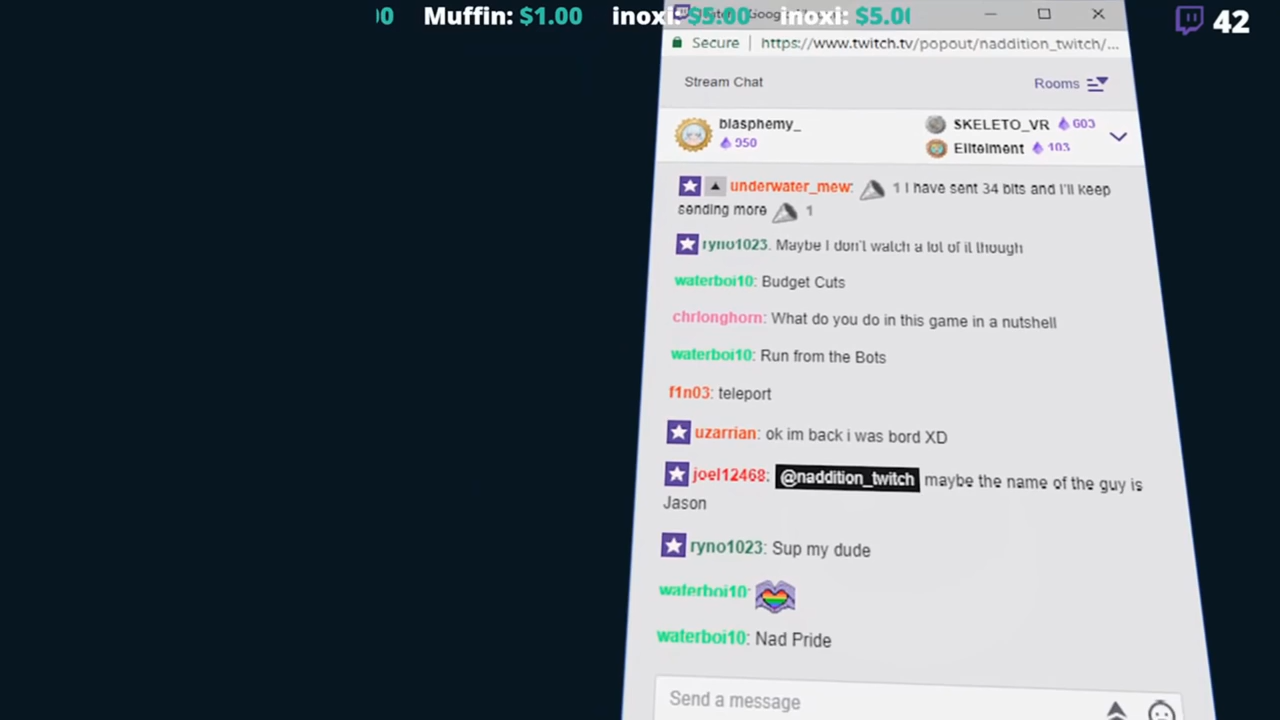 Muffin: $1.00 inoxi: $5.00 inoxi: $5.0
42
Secure | https://www.twitch.tv/popout/naddition_twitch/...
Stream Chat
Rooms
blasphemy_
950
SKELETO_VR 603
Elitelment 103
underwater_mew: 1 I have sent 34 bits and I'll keep
sending more 1
ryno1023: Maybe I don't watch a lot of it though
waterboi10: Budget Cuts
chrlonghorn: What do you do in this game in a nutshell
waterboi10: Run from the Bots
f1n03: teleport
uzarrian: ok im back i was bord XD
joel12468: @naddition_twitch maybe the name of the guy is
Jason
ryno1023: Sup my dude
waterboi10:
waterboi10: Nad Pride
Send a message